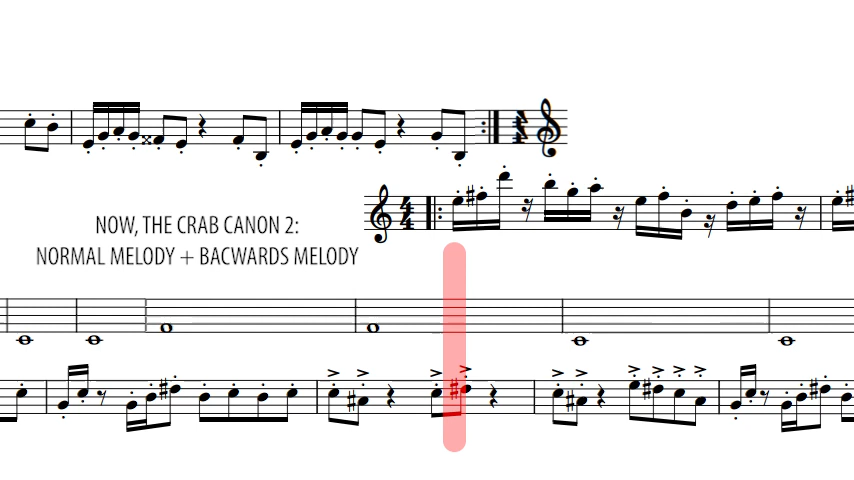 NOW, THE CRAB CANON 2:
NORMAL MELODY + BACWARDS MELODY